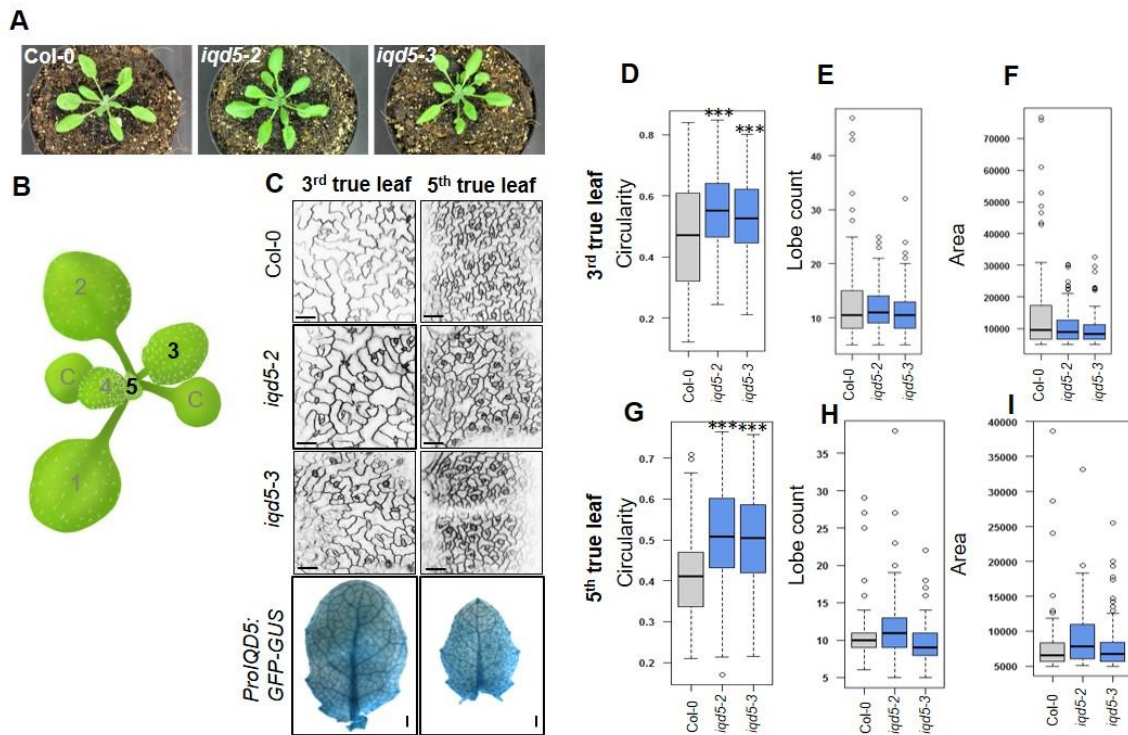 A
Col-0
iqd5-2
iqd5-3
B
2
3
C
4
5
C
1
C
3rd true leaf
5th true leaf
Col-0
iqd5-2
iqd5-3
ProIQD5:
GFP-GUS
D
3rd true leaf
Circularity
0.8
0.6
0.4
0.2
***
***
Col-0
iqd5-2
iqd5-3
E
Lobe count
40
30
20
10
Col-0
iqd5-2
iqd5-3
F
Area
70000
60000
50000
40000
30000
20000
10000
Col-0
iqd5-2
iqd5-3
G
5th true leaf
Circularity
0.7
0.6
0.5
0.4
0.3
0.2
***
***
Col-0
iqd5-2
iqd5-3
H
Lobe count
35
30
25
20
15
10
5
Col-0
iqd5-2
iqd5-3
I
Area
40000
35000
30000
25000
20000
15000
10000
5000
Col-0
iqd5-2
iqd5-3